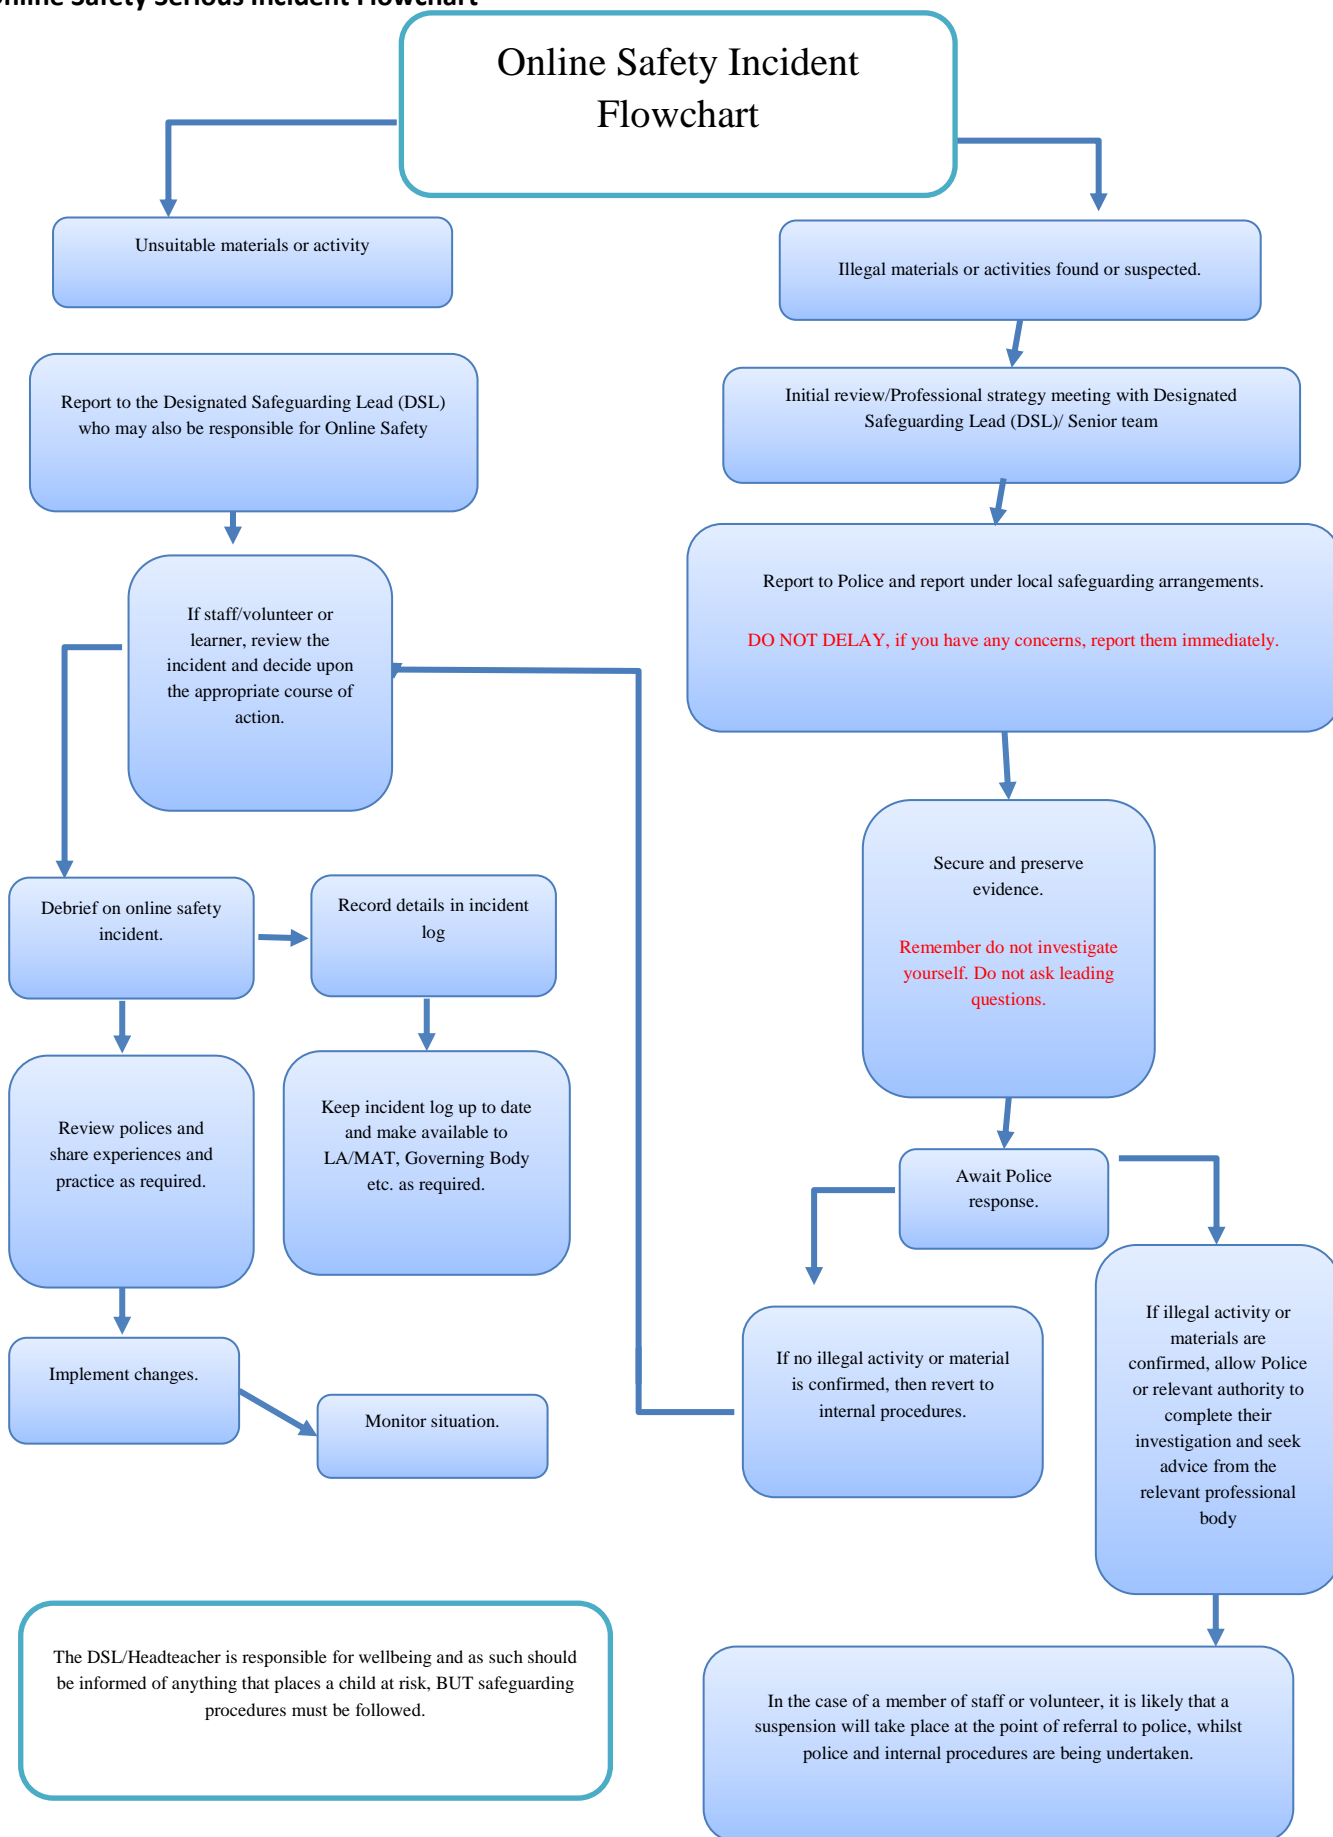 Online Safety Serious Incident Flowchart
Online Safety Incident
Flowchart
Unsuitable materials or activity
Illegal materials or activities found or suspected.
Report to the Designated Safeguarding Lead (DSL)
who may also be responsible for Online Safety
Initial review/Professional strategy meeting with Designated
Safeguarding Lead (DSL)/ Senior team
Report to Police and report under local safeguarding arrangements.
DO NOT DELAY, if you have any concerns, report them immediately.
If staff/volunteer or
learner, review the
incident and decide upon
the appropriate course of
action.
Secure and preserve
evidence.
Remember do not investigate
yourself. Do not ask leading
questions.
Debrief on online safety
incident.
Record details in incident
log
Review polices and
share experiences and
practice as required.
Keep incident log up to date
and make available to
LA/MAT, Governing Body
etc. as required.
Await Police
response.
Implement changes.
Monitor situation.
If no illegal activity or material
is confirmed, then revert to
internal procedures.
If illegal activity or
materials are
confirmed, allow Police
or relevant authority to
complete their
investigation and seek
advice from the
relevant professional
body
The DSL/Headteacher is responsible for wellbeing and as such should
be informed of anything that places a child at risk, BUT safeguarding
procedures must be followed.
In the case of a member of staff or volunteer, it is likely that a
suspension will take place at the point of referral to police, whilst
police and internal procedures are being undertaken.